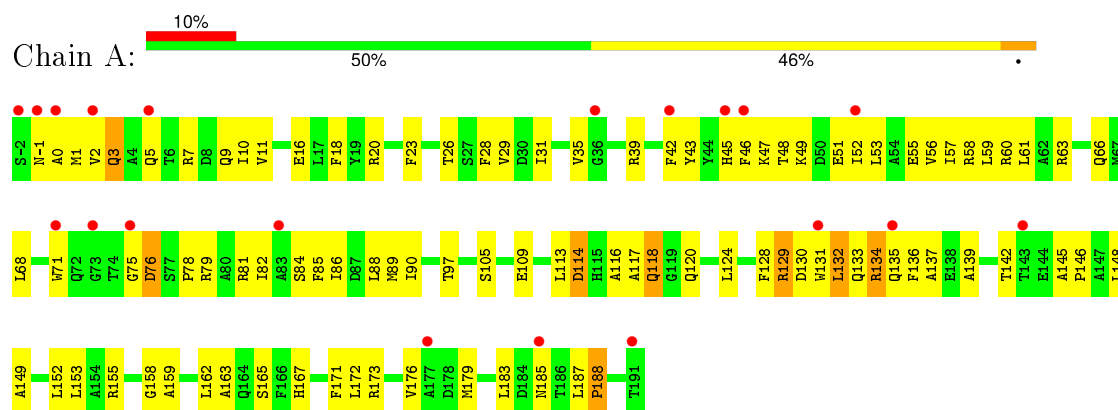 10%
Chain A:
50% 46% •
S-2 N-1 A0 M1 V2 Q3 A4 Q5 T6 R7 D8 Q9 I10 V11 E16 L17 F18 Y19 R20 F23 T26 S27 F28 V29 D30 I31 V35 G36 R39 F42 Y43 Y44 H45 F46 K47 T48 K49 D50 E51 I52 L53 A54 E55 V56 I57 R58 L59 R60 L61 A62 R63 Q66 M67
L68 W71 Q72 G73 T74 G75 D76 S77 F78 R79 A80 R81 I82 A83 S84 F85 I86 D87 L88 M89 I90 T97 S105 E109 L113 D114 H115 A116 A117 Q118 G119 Q120 L124 F128 R129 D130 W131 L132 Q133 R134 Q135 F136 A137 E138 A139 T142 T143 E144 A145 P146 A147 L148
A149 L152 L153 A154 R155 G158 A159 L162 A163 Q164 S165 F166 H167 F171 L172 R173 V176 A177 D178 M179 L183 D184 N185 T186 L187 P188 T191